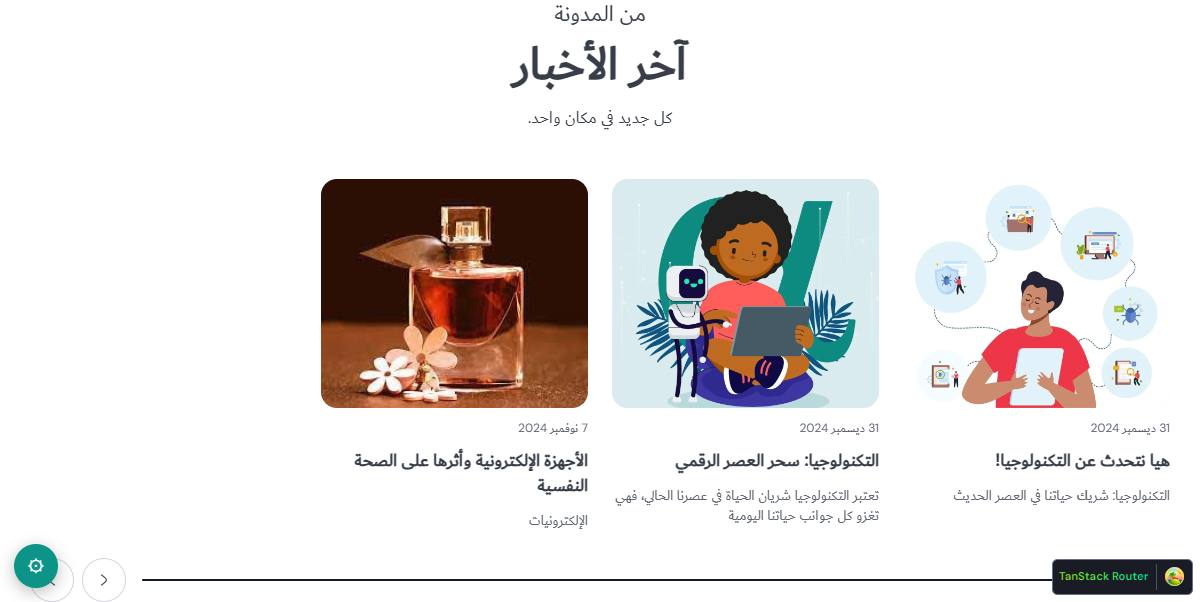 من المدونة
آخر الأخبار
كل جديد في مكان واحد.
31 ديسمبر 2024
هيا نتحدث عن التكنولوجيا!
التكنولوجيا: شريك حياتنا في العصر الحديث
31 ديسمبر 2024
التكنولوجيا: سحر العصر الرقمي
تعتبر التكنولوجيا شريان الحياة في عصرنا الحالي، فهي
تغزو كل جوانب حياتنا اليومية
7 نوفمبر 2024
الأجهزة الإلكترونية وأثرها على الصحة
النفسية
الإلكترونيات
TanStack Router